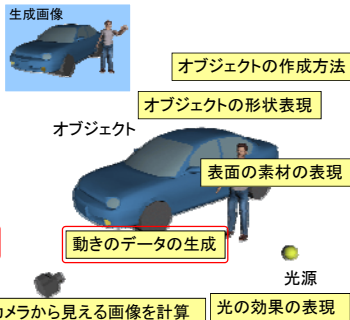 生成画像
オブジェクトの作成方法
オブジェクトの形状表現
オブジェクト
表面の素材の表現
動きのデータの生成
光源
カメラから見える画像を計算
光の効果の表現